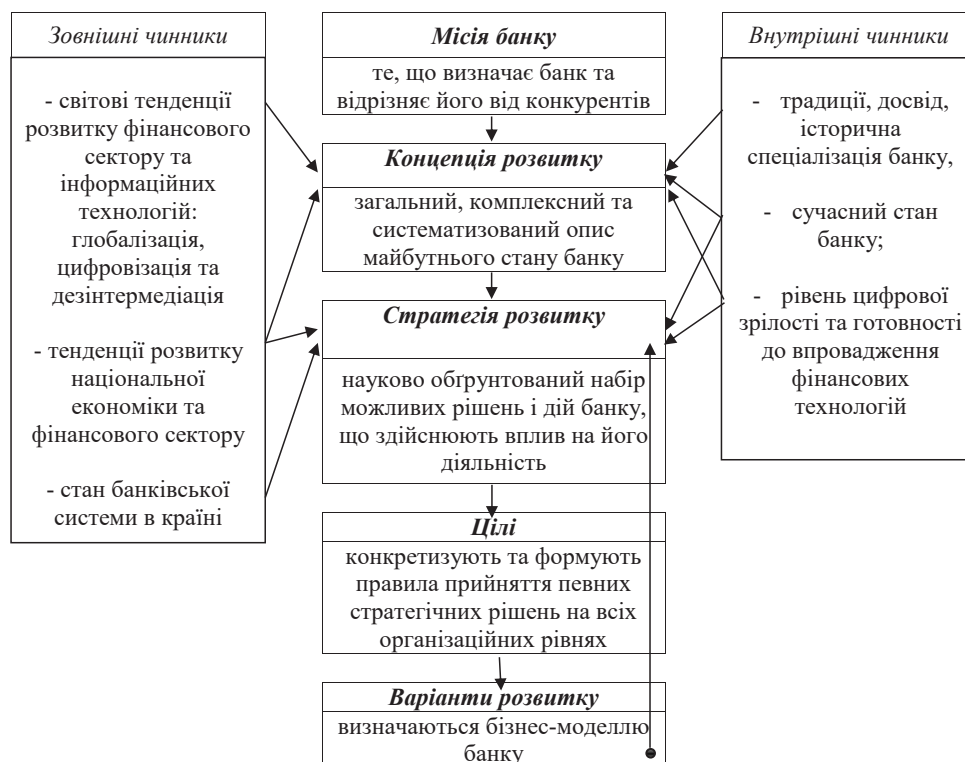 Зовнішні чинники
- світові тенденції
розвитку фінансового
сектору та
інформаційних
технологій:
глобалізація,
цифровізація та
дезінтермедіація
- тенденції розвитку
національної
економіки та
фінансового сектору
- стан банківської
системи в країні
Місія банку
те, що визначає банк та
відрізняє його від конкурентів
Концепція розвитку
загальний, комплексний та
систематизований опис
майбутнього стану банку
Стратегія розвитку
науково обґрунтований набір
можливих рішень і дій банку,
що здійснюють вплив на його
діяльність
Цілі
конкретизують та формують
правила прийняття певних
стратегічних рішень на всіх
організаційних рівнях
Варіанти розвитку
визначаються бізнес-моделлю
банку
Внутрішні чинники
- традиції, досвід,
історична
спеціалізація банку,
- сучасний стан
банку;
- рівень цифрової
зрілості та готовності
до впровадження
фінансових
технологій